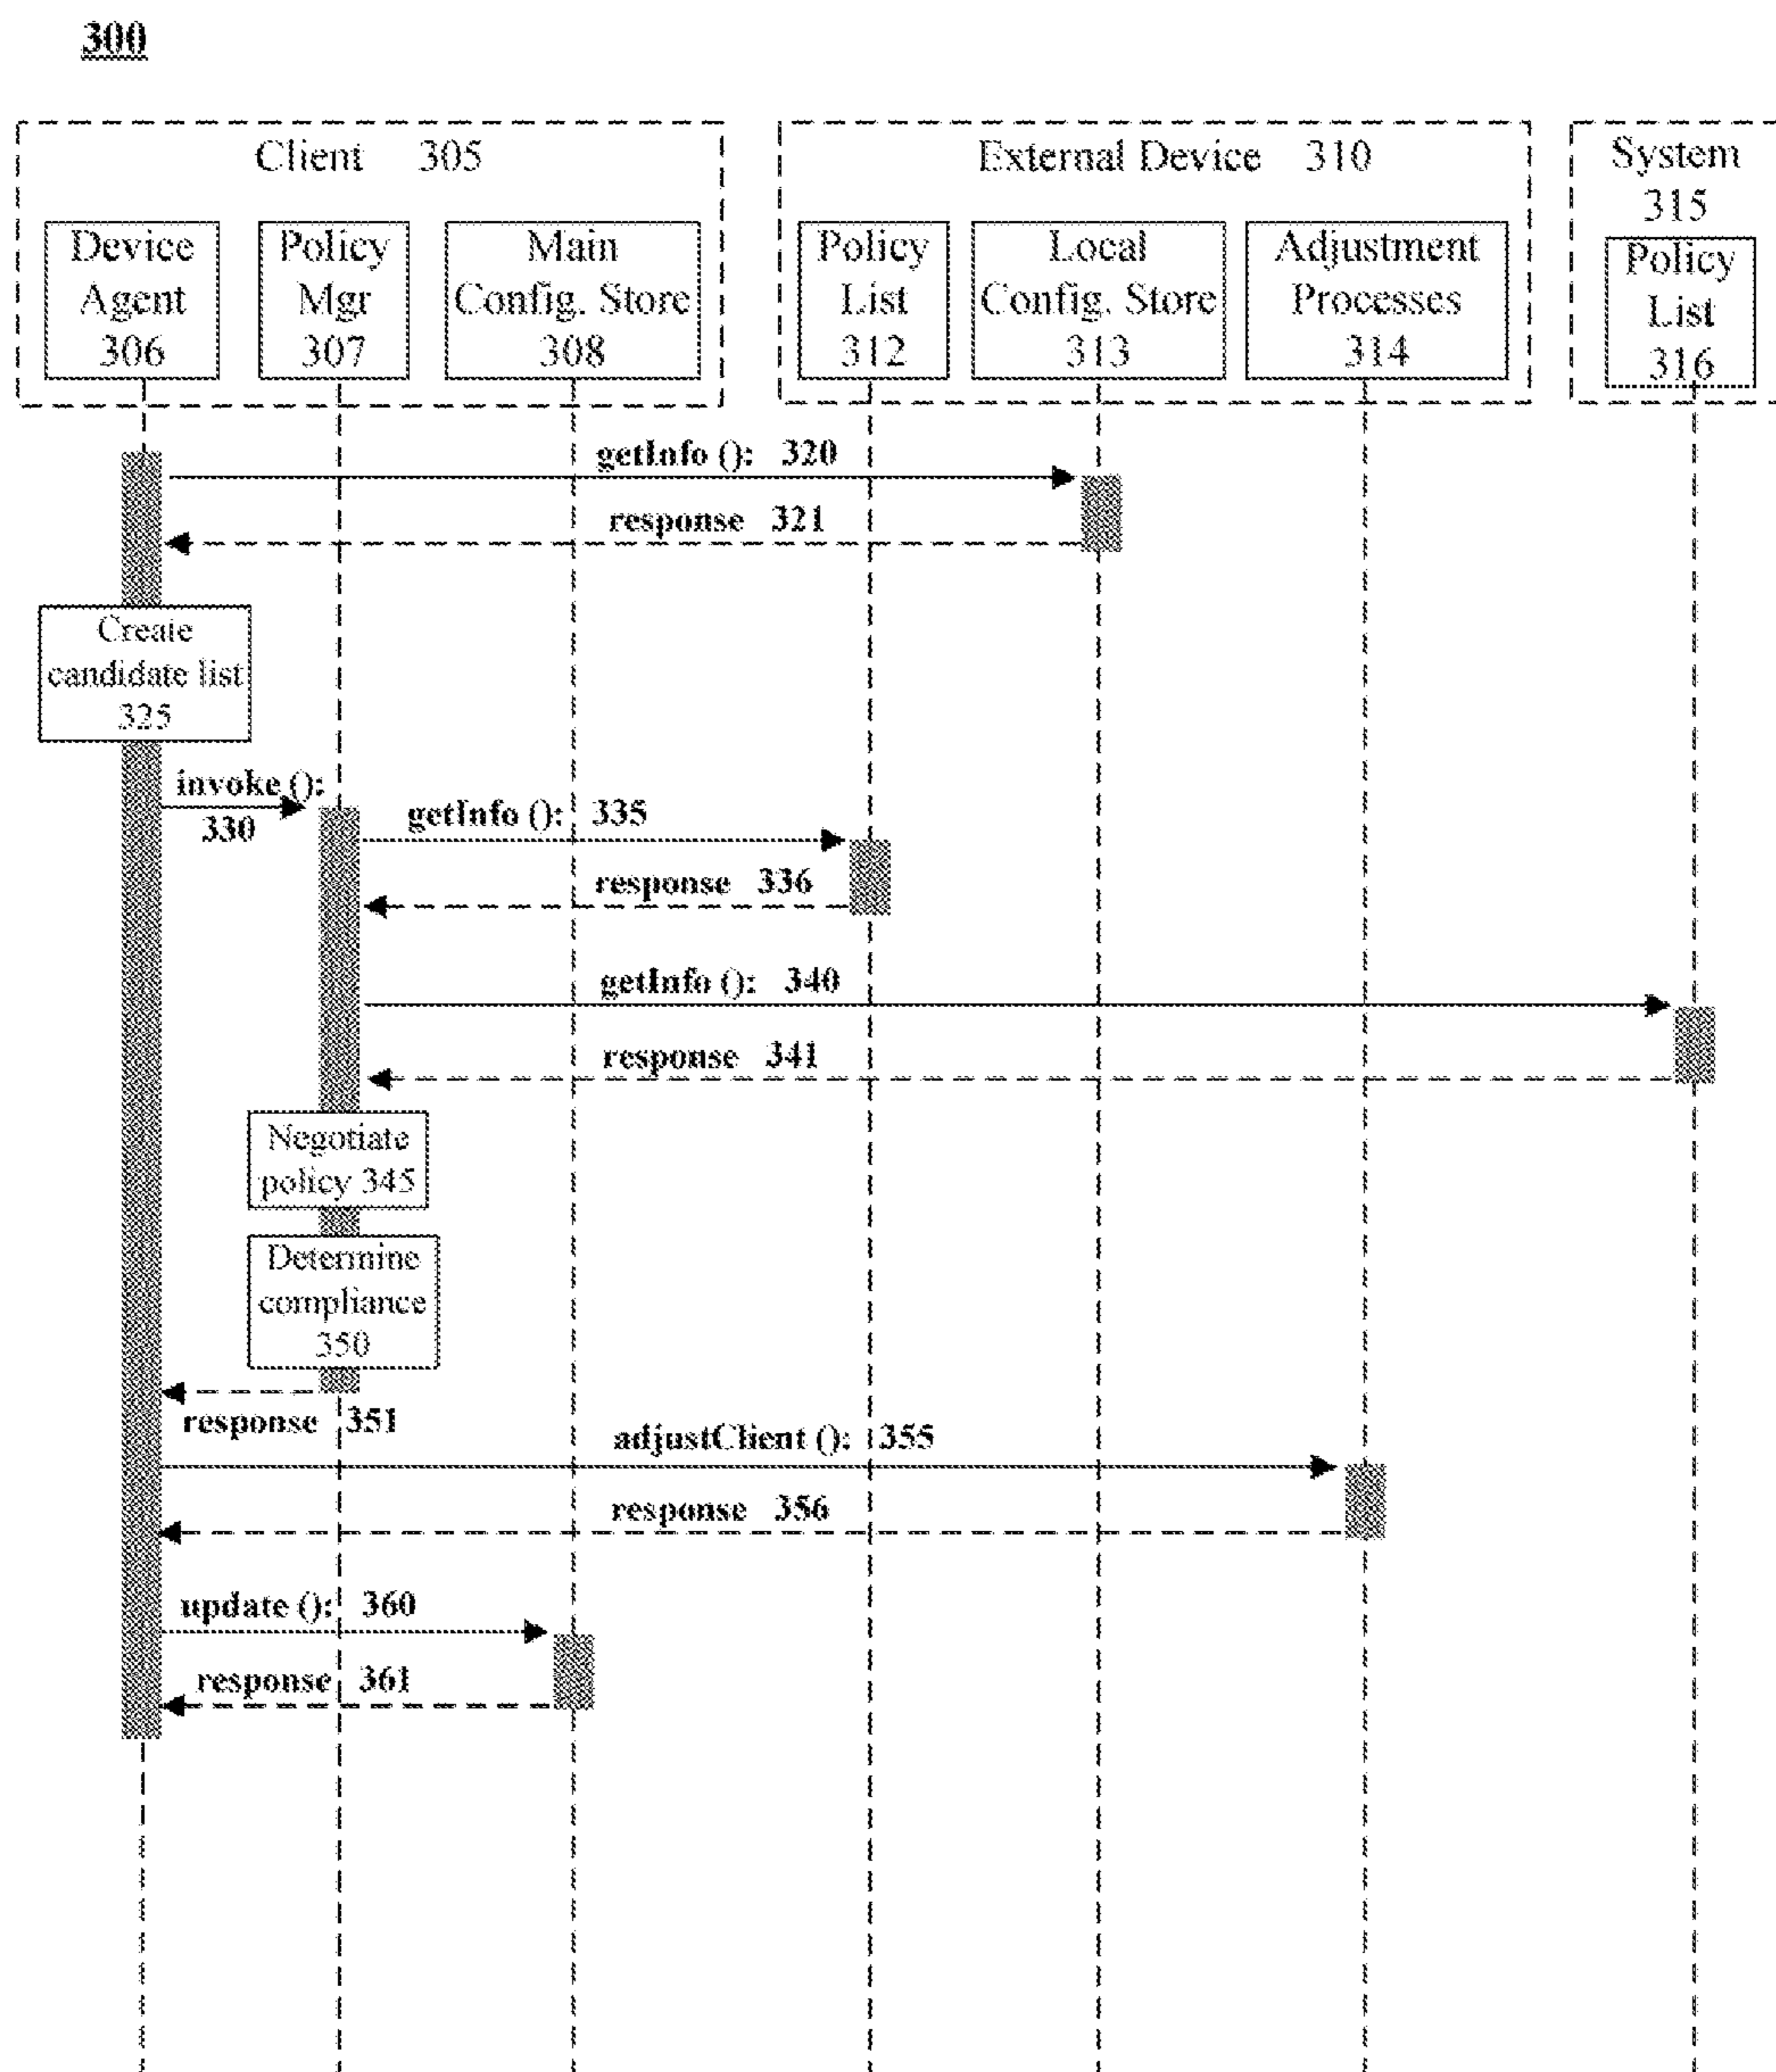 300
Client 305
External Device 310
System
315
Device
Agent
306
Policy
Mgr
307
Main
Config. Store
308
Policy
List
312
Local
Config. Store
313
Adjustment
Processes
314
Policy
List
316
getInfo (): 320
response 321
Create
candidate list
325
invoke ():
330
getInfo (): 335
response 336
getInfo (): 340
response 341
Negotiate
policy 345
Determine
compliance
350
response 351
adjustClient (): 355
response 356
update (): 360
response 361